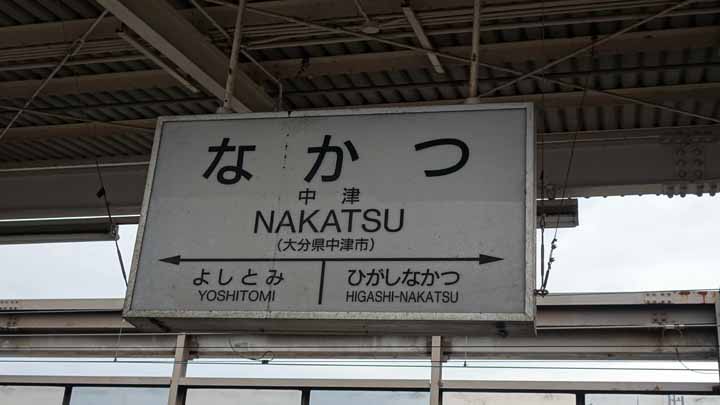 なかつ
中津
NAKATSU
(大分県中津市)
よしとみ ひがしなかつ
YOSHITOMI HIGASHI-NAKATSU